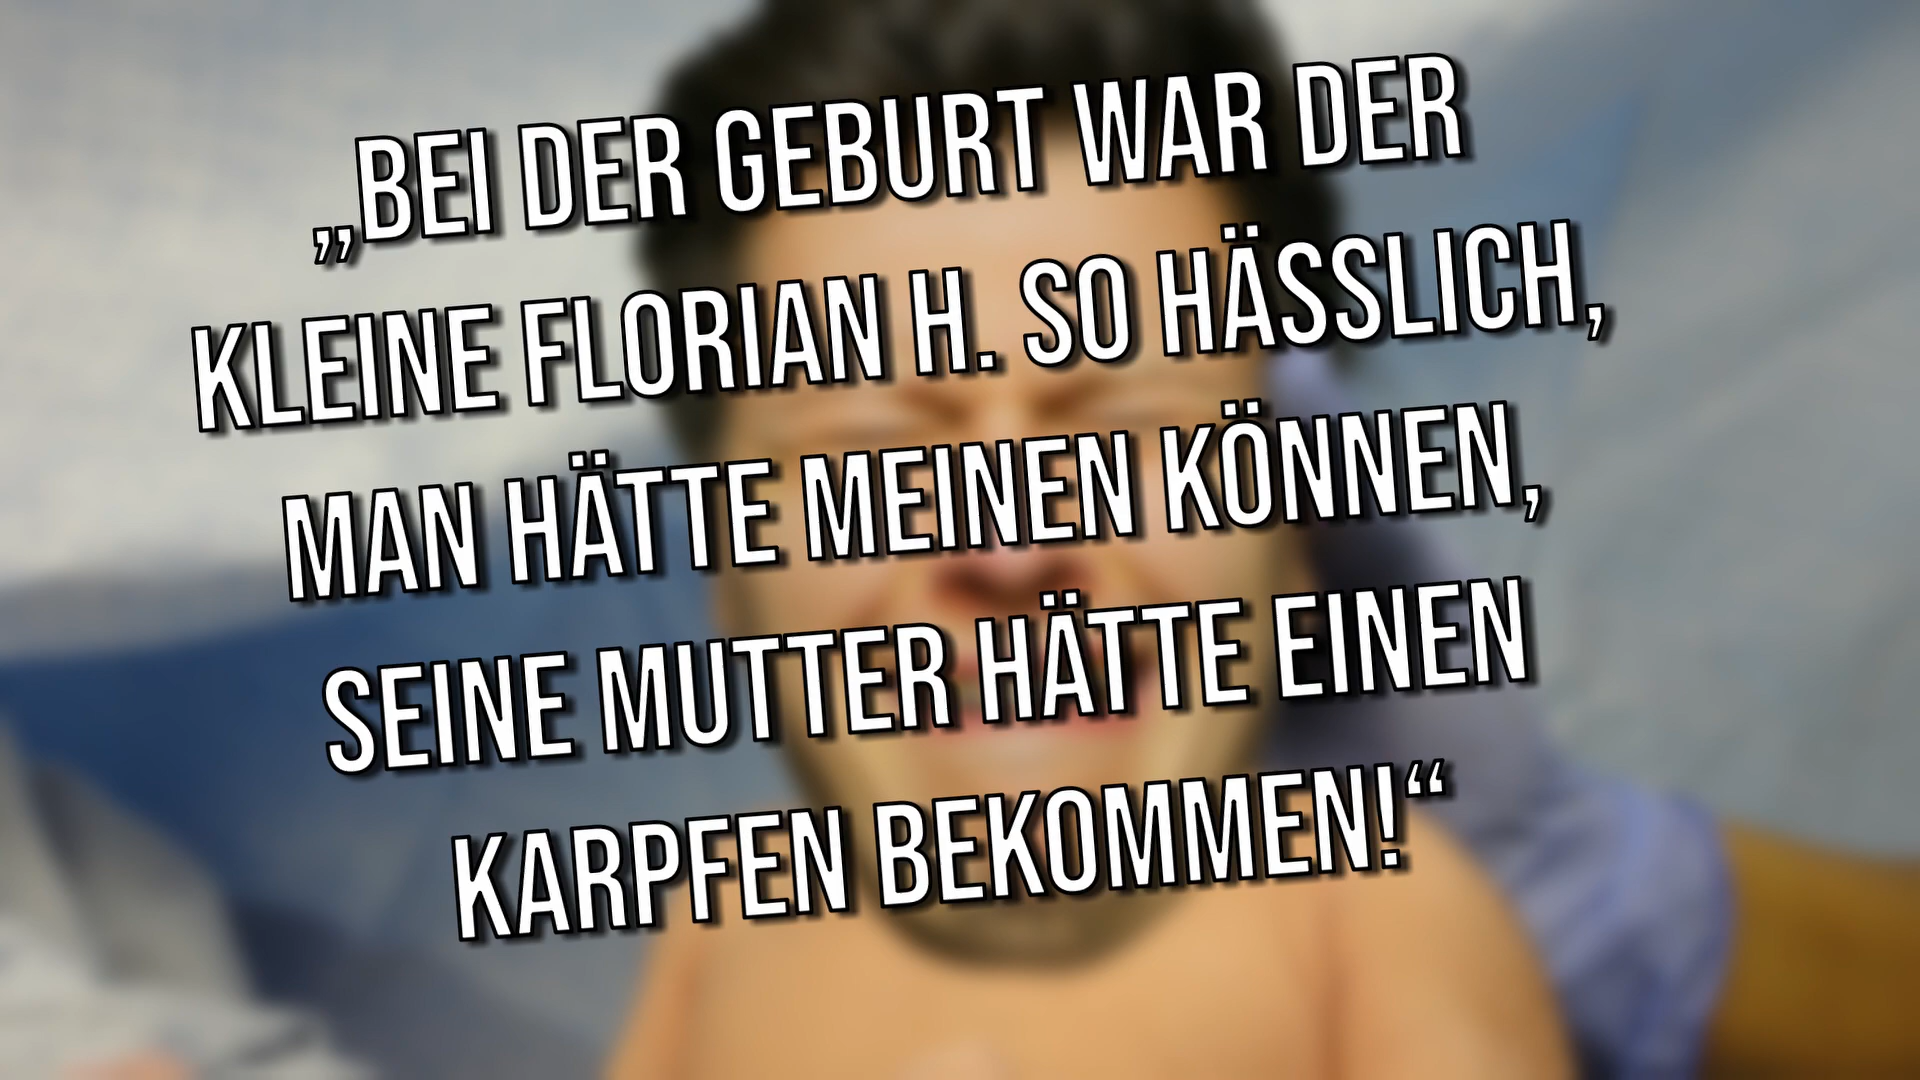 „BEI DER GEBURT WAR DER
KLEINE FLORIAN H. SO HÄSSLICH,
MAN HÄTTE MEINEN KÖNNEN,
SEINE MUTTER HÄTTE EINEN
KARPFEN BEKOMMEN!“